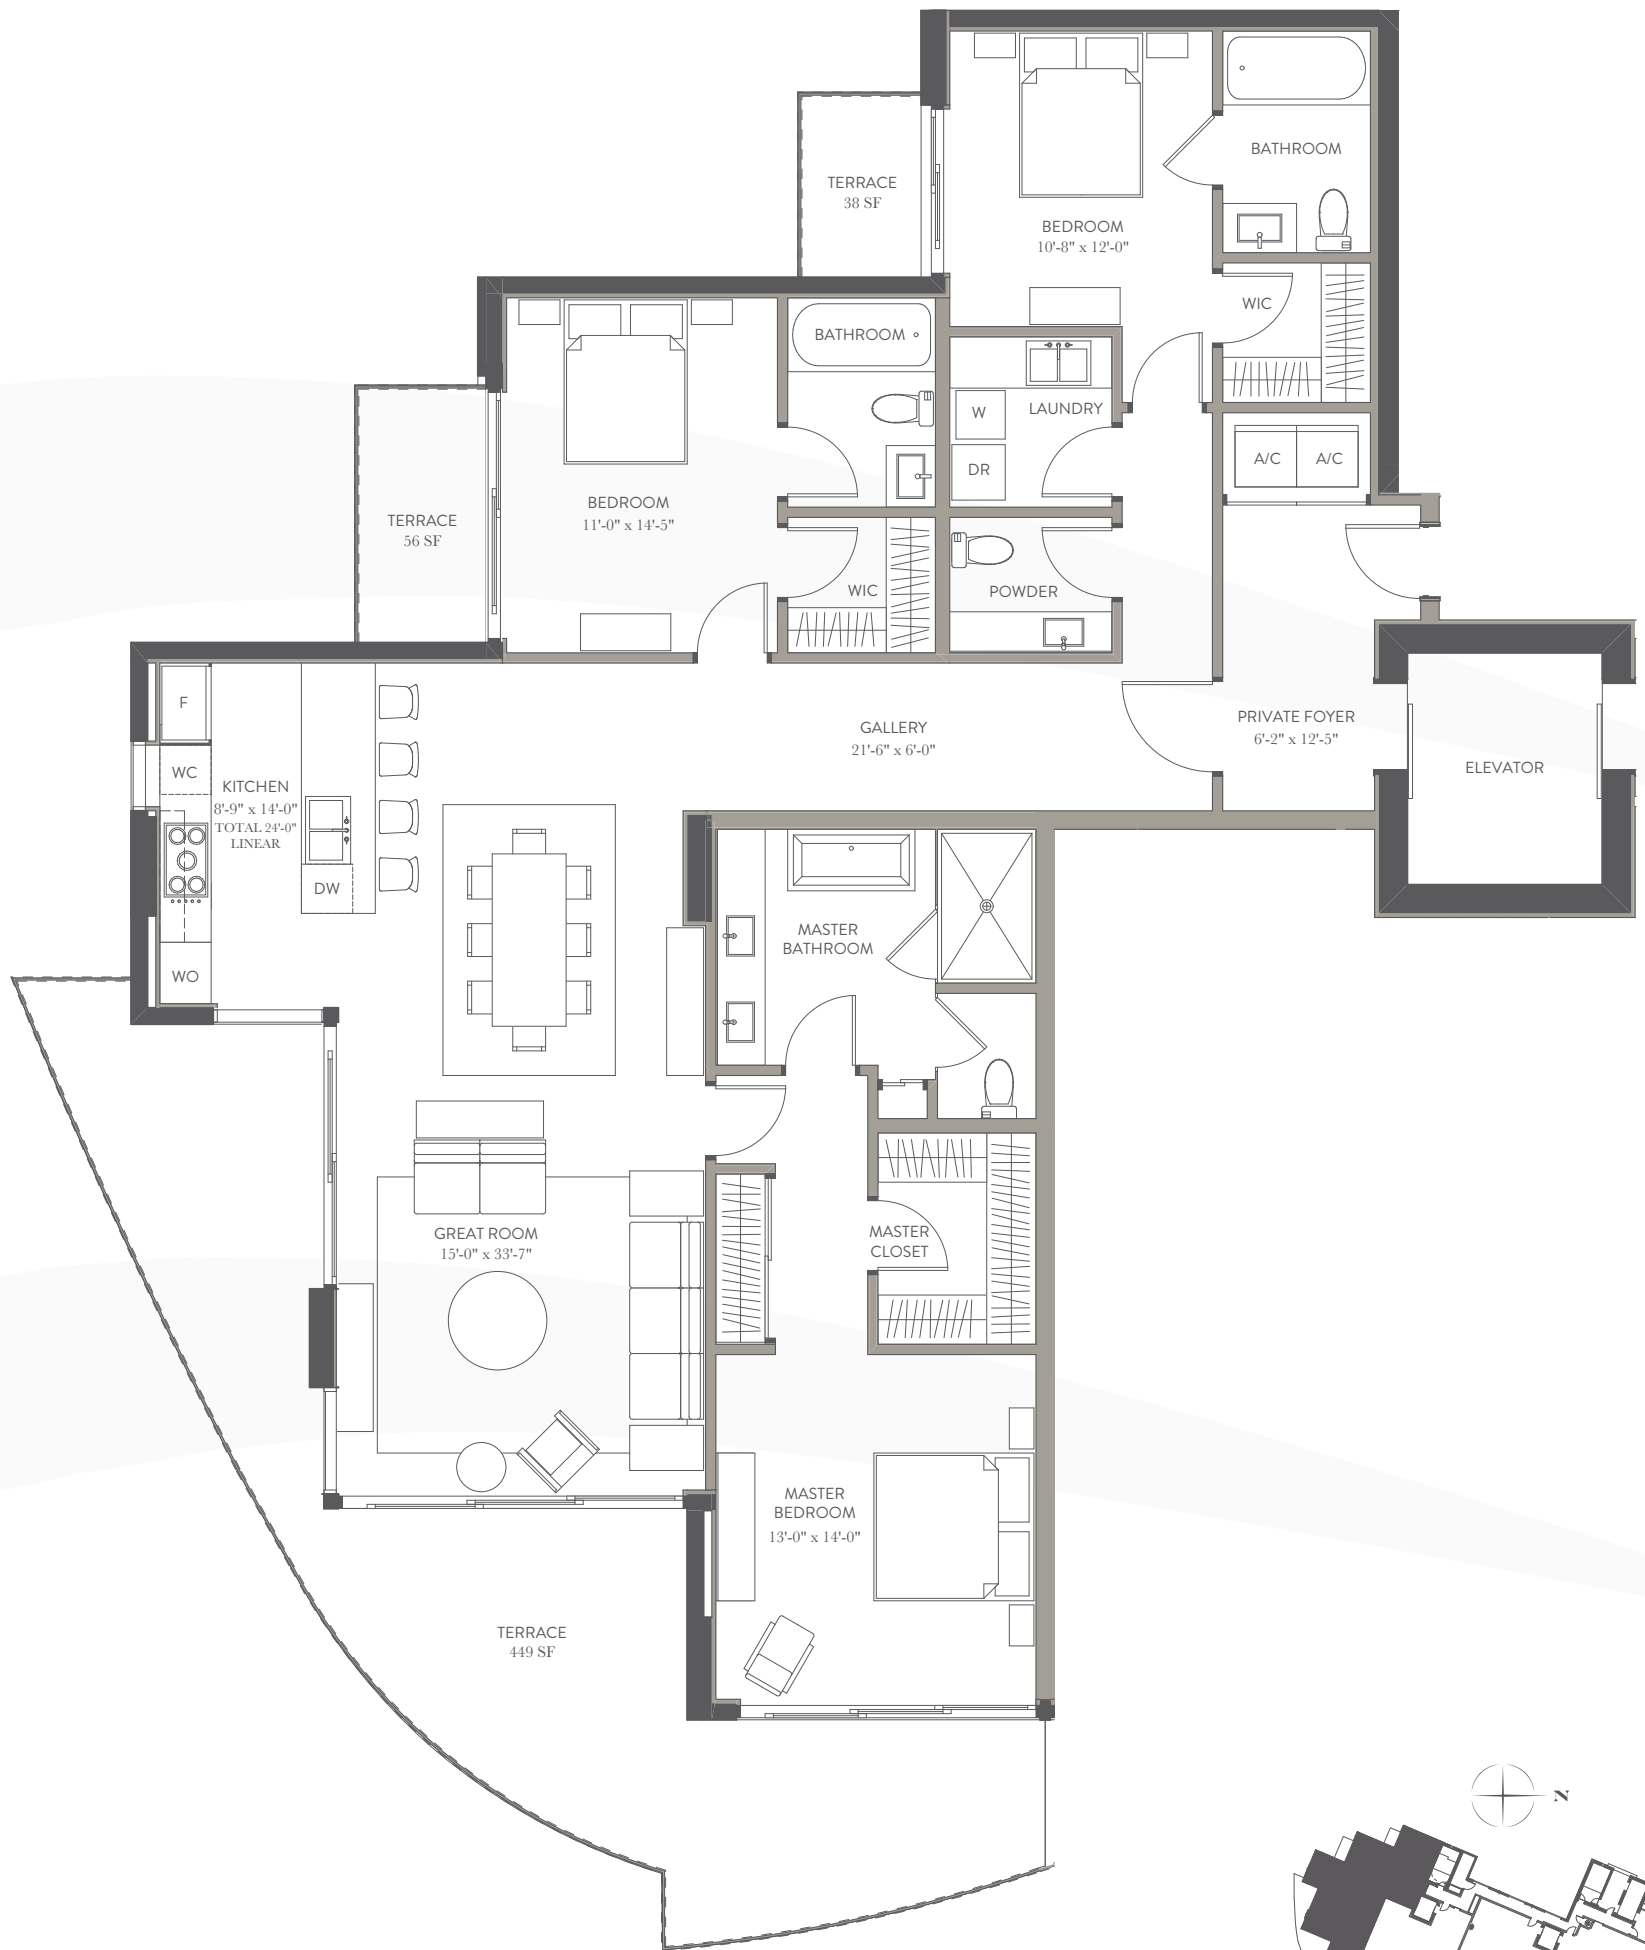 BATHROOM
TERRACE
38 SF
BEDROOM
10'-8" x 12'-0"
WIC
BATHROOM
W
LAUNDRY
DR
A/C
A/C
BEDROOM
11'-0" x 14'-5"
TERRACE
56 SF
WIC
POWDER
F
GALLERY
21'-6" x 6'-0"
PRIVATE FOYER
6'-2" x 12'-5"
ELEVATOR
WC
KITCHEN
8'-9" x 14'-0"
TOTAL 24'-0"
LINEAR
DW
WO
MASTER
BATHROOM
GREAT ROOM
15'-0" x 33'-7"
MASTER
CLOSET
MASTER
BEDROOM
13'-0" x 14'-0"
TERRACE
449 SF
N